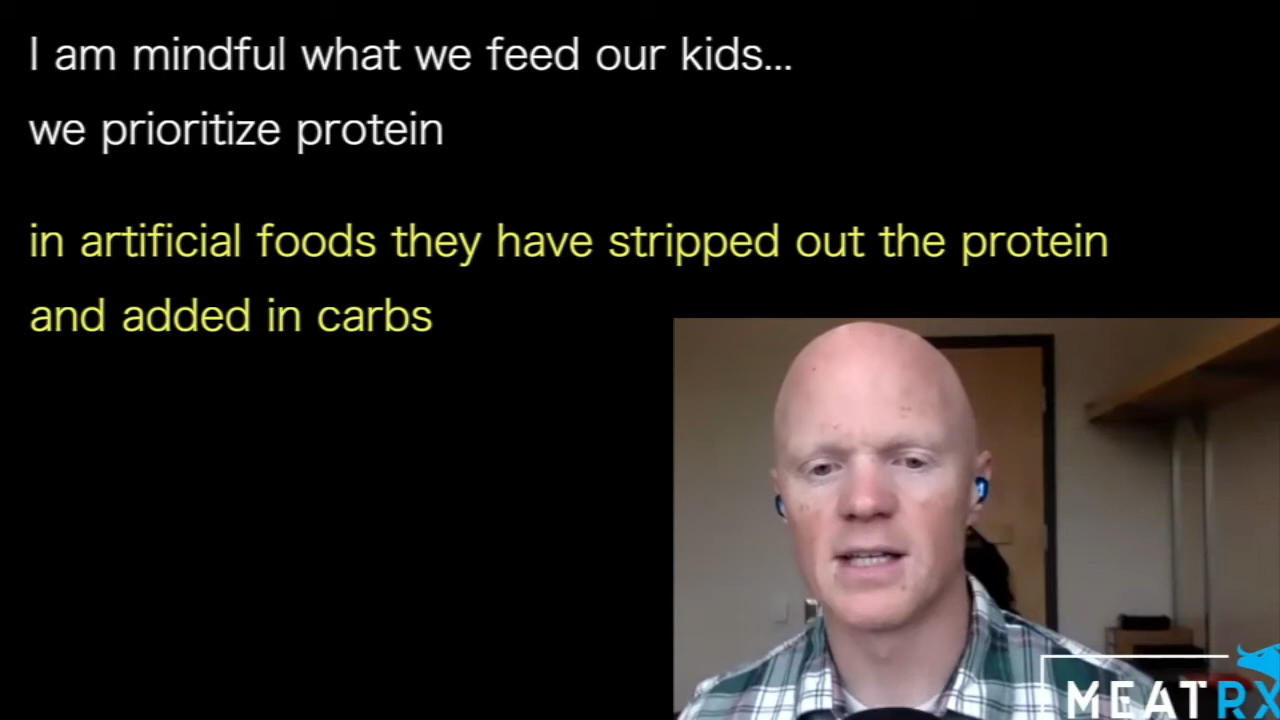 I am mindful what we feed our kids...
we prioritize protein
in artificial foods they have stripped out the protein
and added in carbs
MEATRX